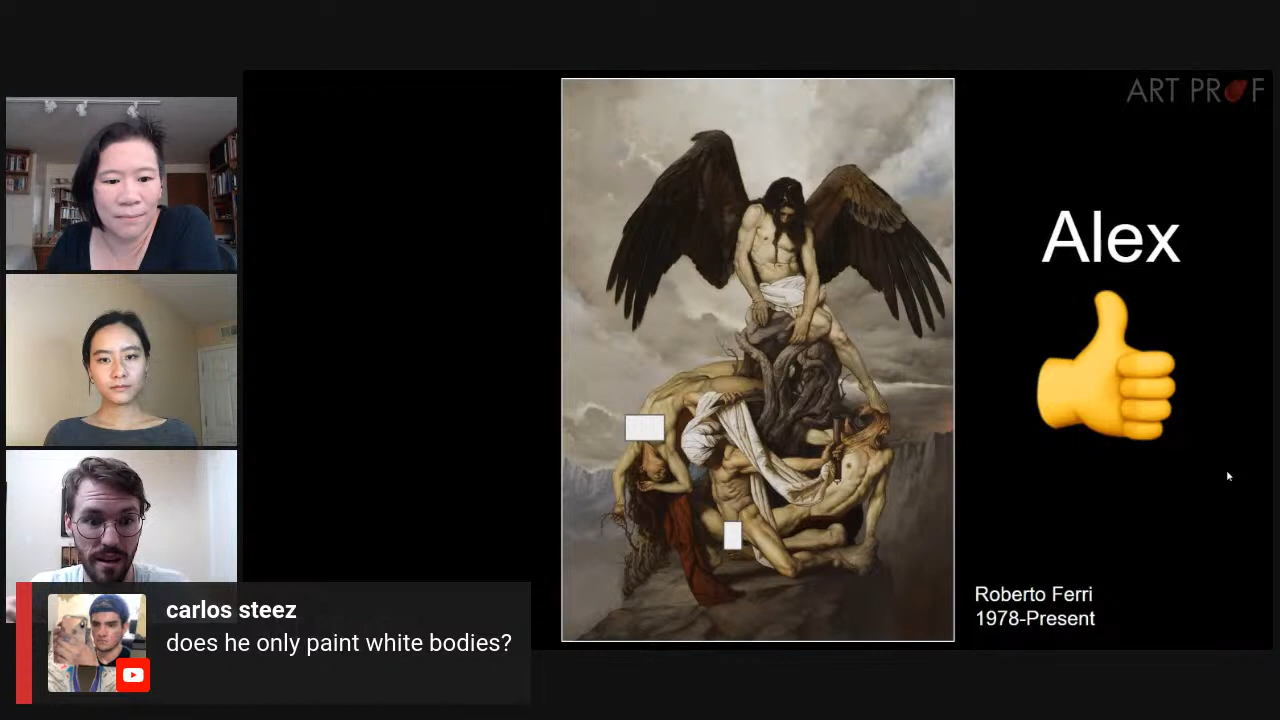 ART PROF
Alex
Roberto Ferri
1978-Present
carlos steez
does he only paint white bodies?